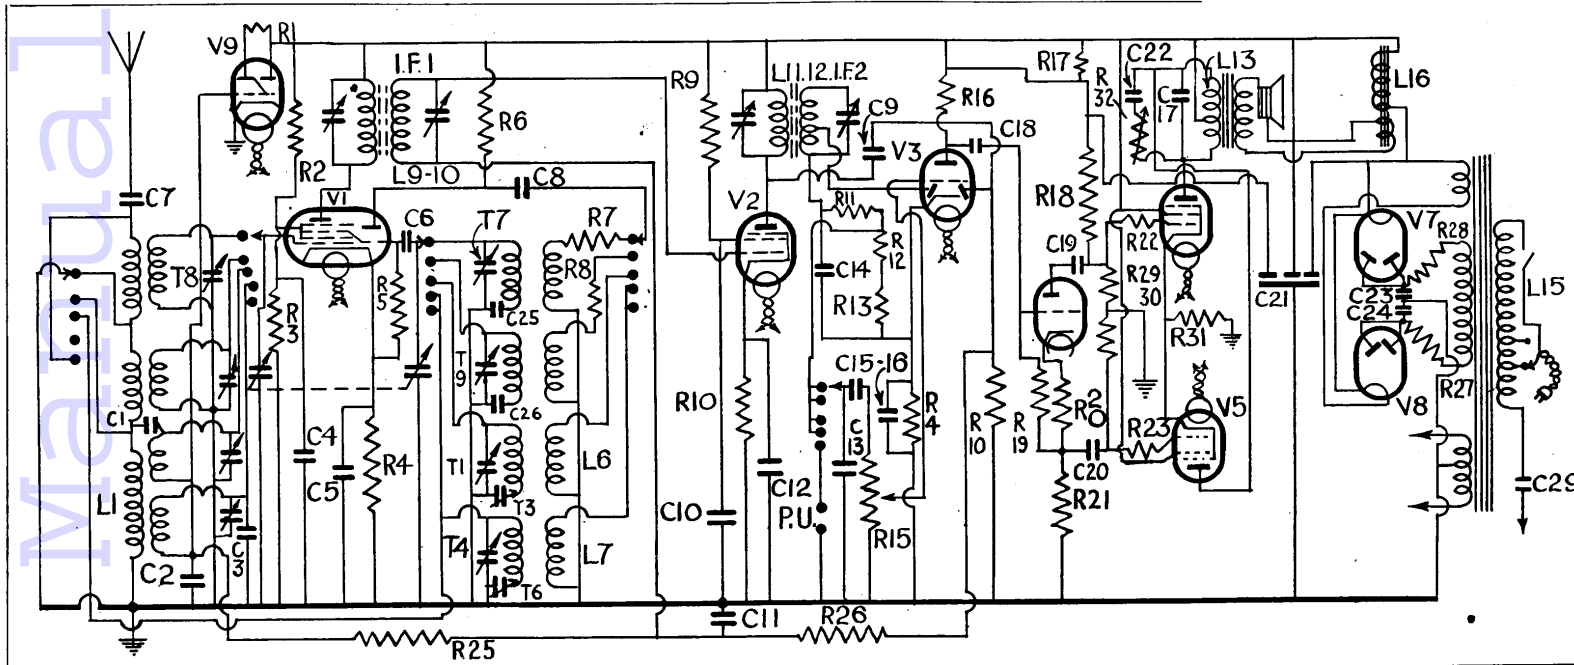 Manual
V9
R
I.F.1
R6
R2
C7
L9-10
V1
C8
C6
T7
R7
R8
T8
R3
R5
C25
T9
C26
C1
C4
C5
R4
T1
L6
T3
L1
C3
C2
T4
L7
T6
R25
R9
L11.12.I.F.2
C9
V3
R16
C18
V2
R11
R12
C14
R13
C15-16
R10
C12
P.U.
C13
R4
R15
R10
R19
C10
C11
R26
R17
C22
R32
C17
L13
L16
R18
C19
R22
R29
30
R31
R20
C20
R23
V5
R21
C21
V7
R28
C23
C24
R27
V8
L15
C29